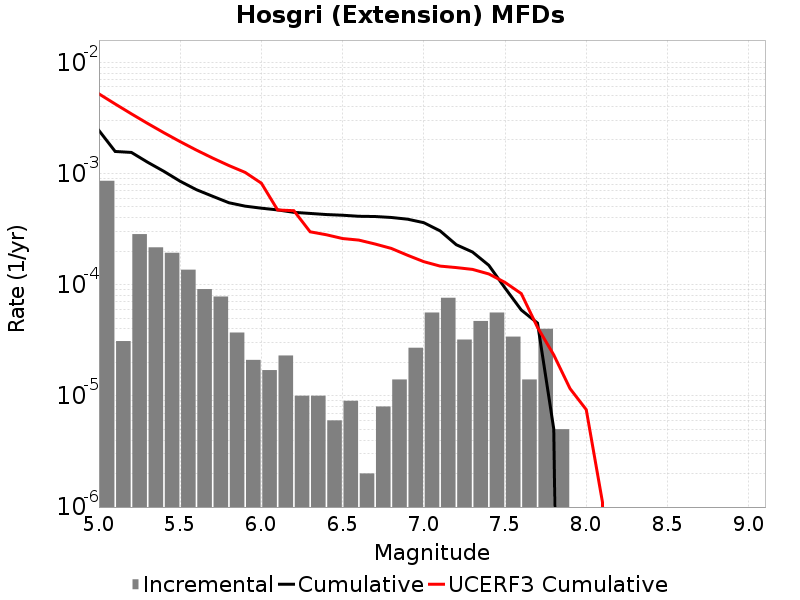 Hosgri (Extension) MFDs
10-2
10-3
10-4
10-5
10-6
Rate (1/yr)
5.0 5.5 6.0 6.5 7.0 7.5 8.0 8.5 9.0
Magnitude
Incremental Cumulative UCERF3 Cumulative